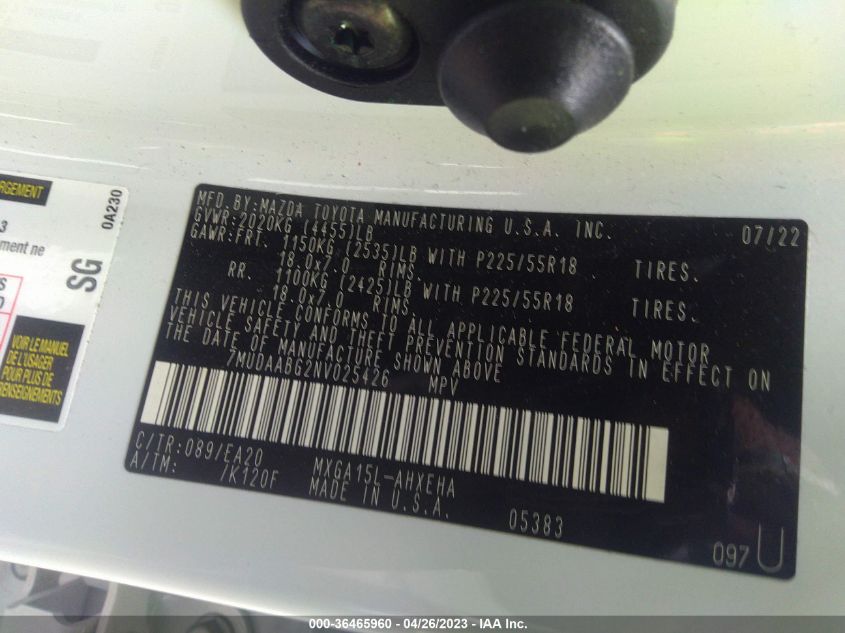 RGEMENT
3
ment ne
SG
0A230
S
0
VOIR LE MANUEL
DE L'USAGER
POUR PLUS DE
RENSEIGNEMENTS
MFD.BY:MAZDA TOYOTA MANUFACTURING U.S.A. INC. 07/22
GVWR:2020KG (4455)LB
GAWR:FRT. 1150KG (2535)LB WITH P225/55R18 TIRES.
18.0x7.0 RIMS.
RR. 1100KG (2425)LB WITH P225/55R18 TIRES.
18.0x7.0 RIMS.
THIS VEHICLE CONFORMS TO ALL APPLICABLE FEDERAL MOTOR
VEHICLE SAFETY AND THEFT PREVENTION STANDARDS IN EFFECT ON
THE DATE OF MANUFACTURE SHOWN ABOVE
7MUDAABG2NV025426 MPV
C/TR:089/EA20 MXGA15L-AHXEHA
A/TM: /K120F MADE IN U.S.A.
05383
097 U
000-36465960 - 04/26/2023 - IAA Inc.